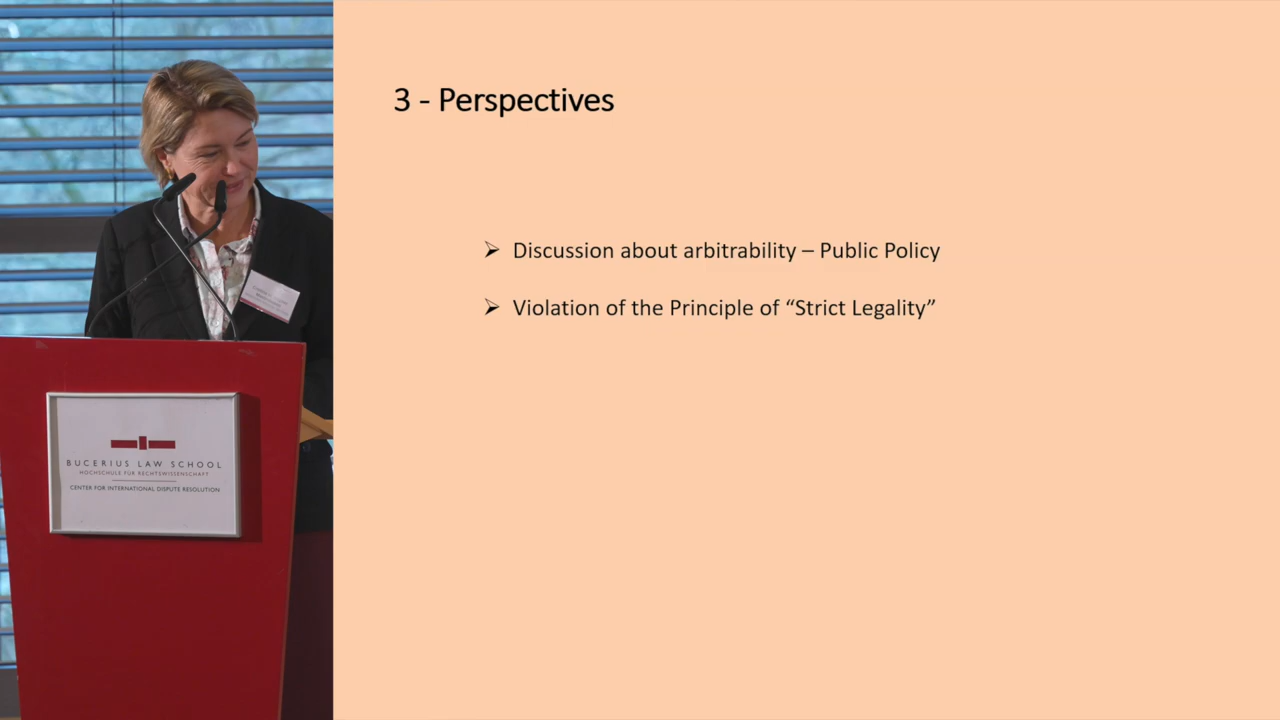 3 - Perspectives
➢ Discussion about arbitrability – Public Policy
➢ Violation of the Principle of “Strict Legality”
BUCERIUS LAW SCHOOL
HOCHSCHULE FÜR RECHTSWISSENSCHAFT
CENTER FOR INTERNATIONAL DISPUTE RESOLUTION